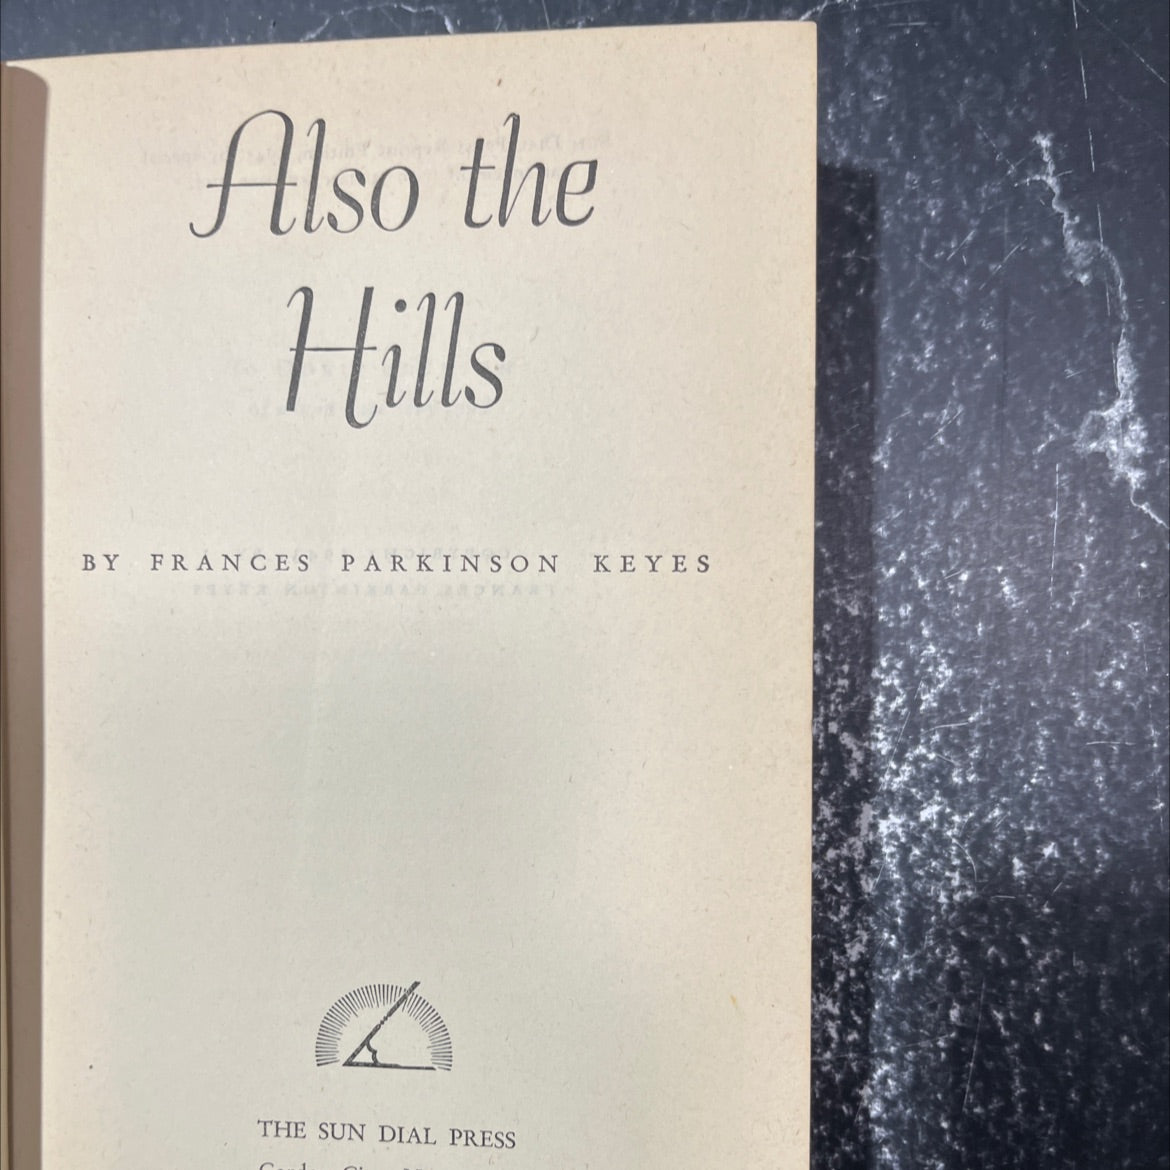 Also the
Hills
BY FRANCES PARKINSON KEYES
THE SUN DIAL PRESS